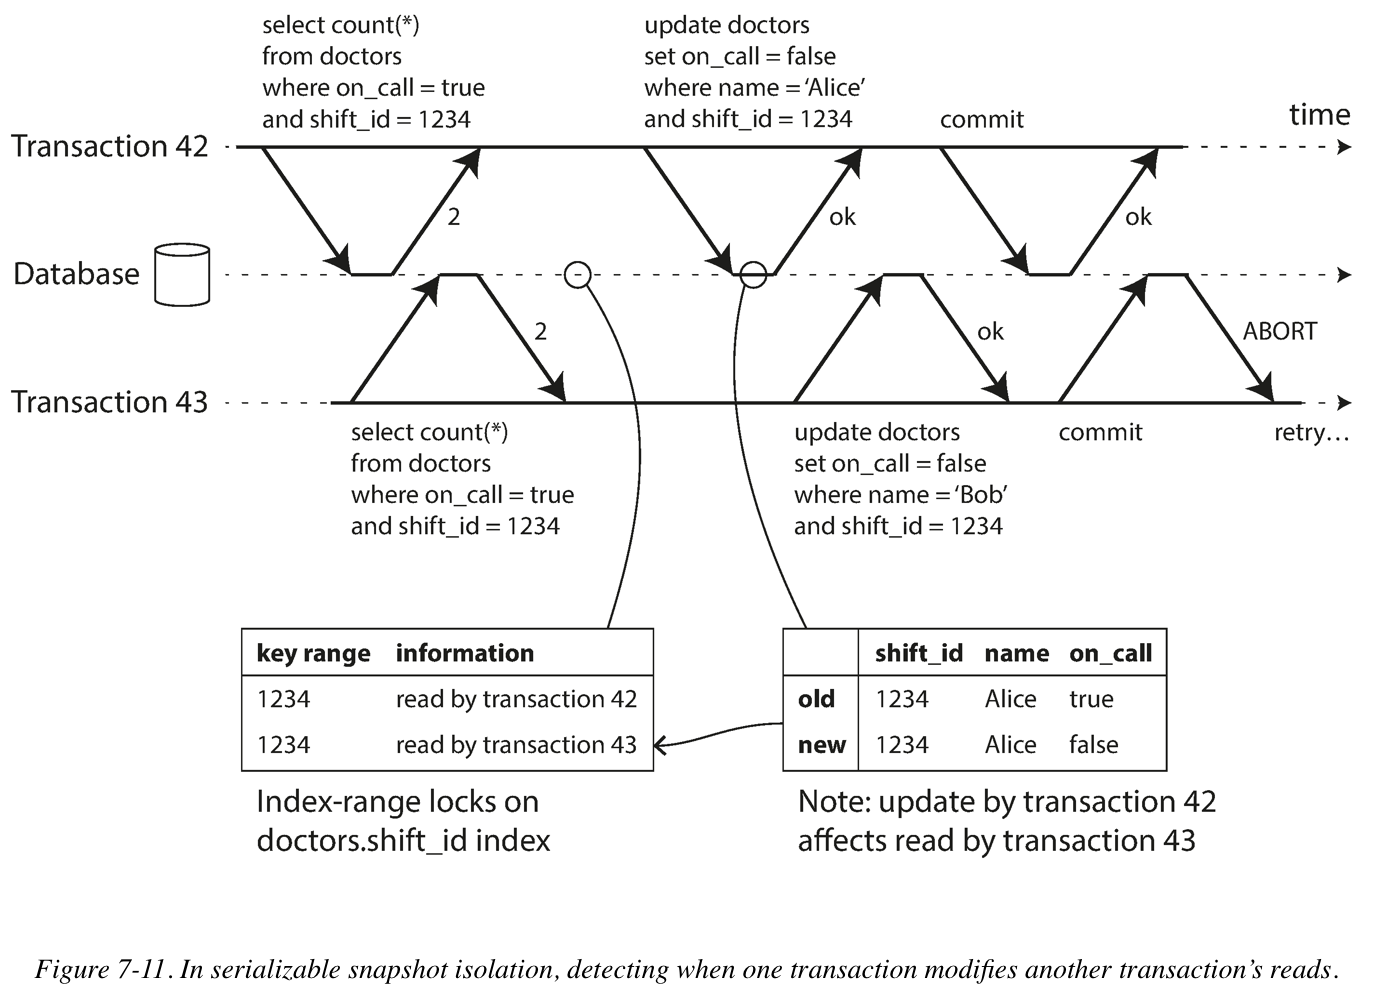 select count(*)
from doctors
where on_call = true
and shift_id = 1234
update doctors
set on_call = false
where name = ‘Alice’
and shift_id = 1234
commit
time
Transaction 42
2
ok
ok
Database
2
ok
ABORT
Transaction 43
select count(*)
from doctors
where on_call = true
and shift_id = 1234
update doctors
set on_call = false
where name = ‘Bob’
and shift_id = 1234
commit
retry…
key range information
1234 read by transaction 42
1234 read by transaction 43
Index-range locks on
doctors.shift_id index
shift_id name on_call
old 1234 Alice true
new 1234 Alice false
Note: update by transaction 42
affects read by transaction 43
Figure 7-11. In serializable snapshot isolation, detecting when one transaction modifies another transaction’s reads.